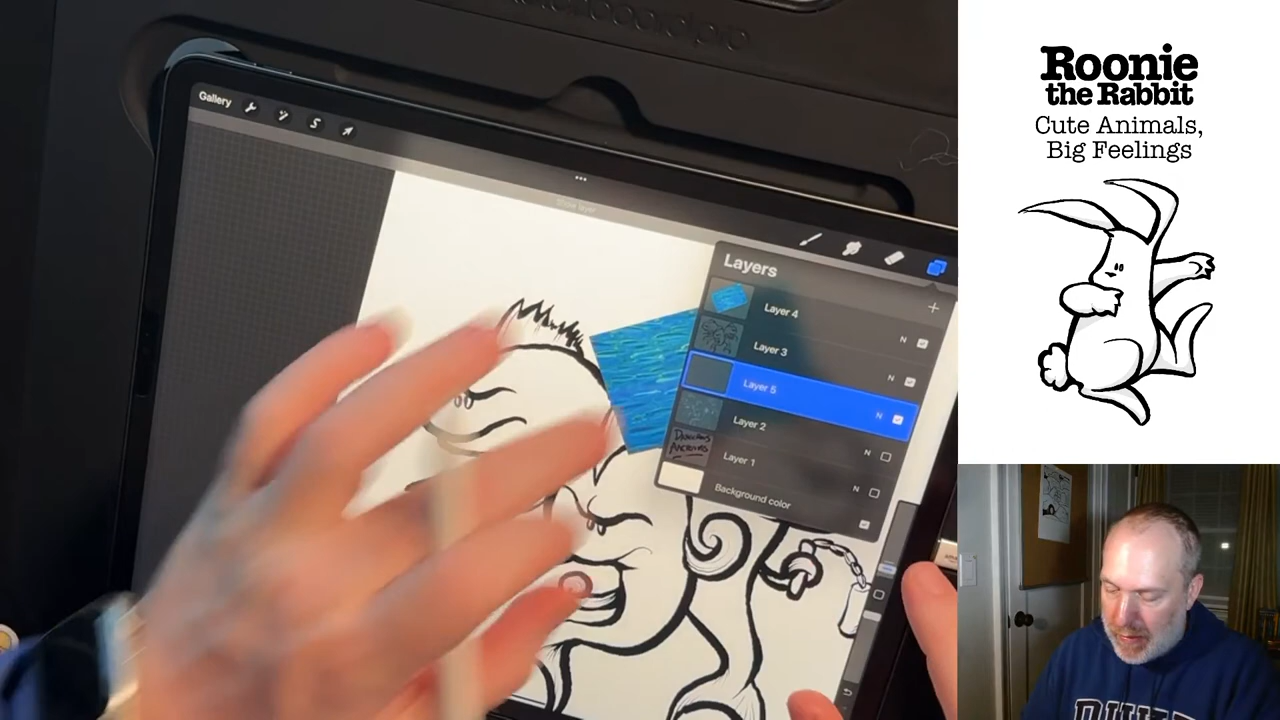 Gallery
Layers
Layer 4
N
Layer 3
N
Layer 5
N
Layer 2
N
Layer 1
N
Background color
Roonie
the Rabbit
Cute Animals,
Big Feelings